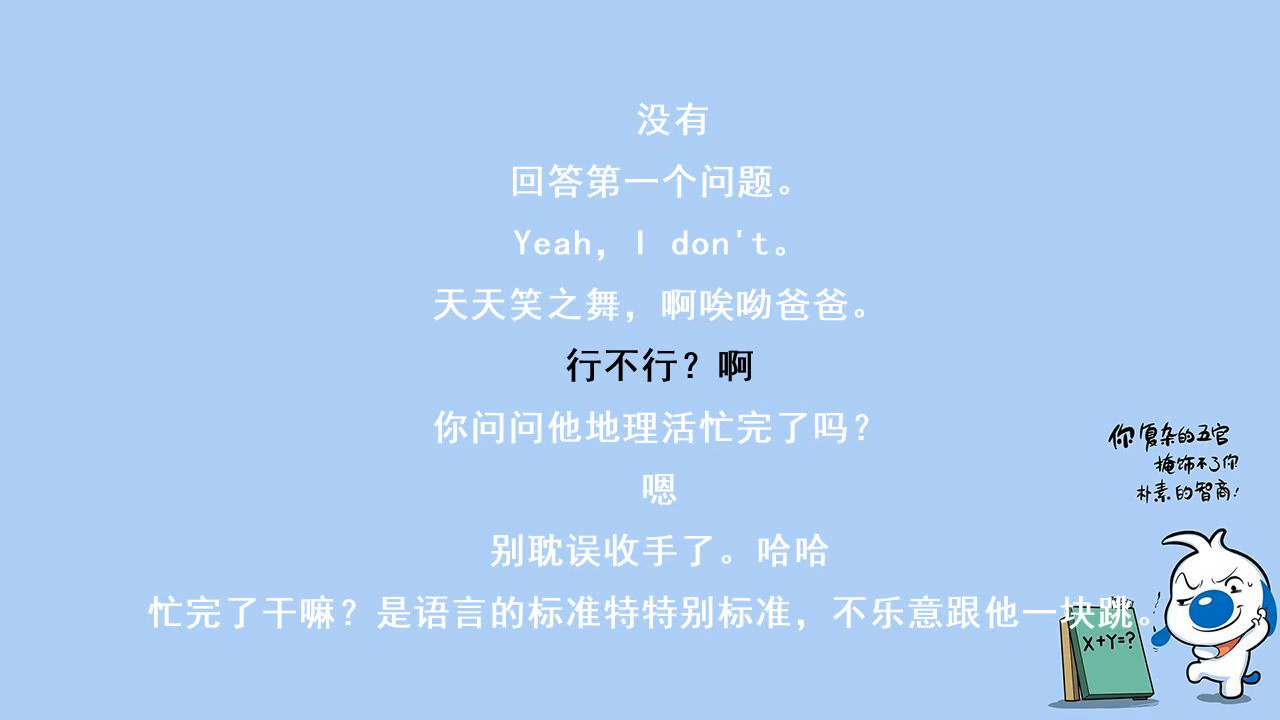 没有
回答第一个问题。
Yeah，I don't。
天天笑之舞，啊唉呦爸爸。
行不行？啊
你问问他地理活忙完了吗？
嗯
别耽误收手了。哈哈
忙完了干嘛？是语言的标准特特别标准，不乐意跟他一块跳。
你复杂的五官
掩饰不了你
朴素的智商！
X+Y=?